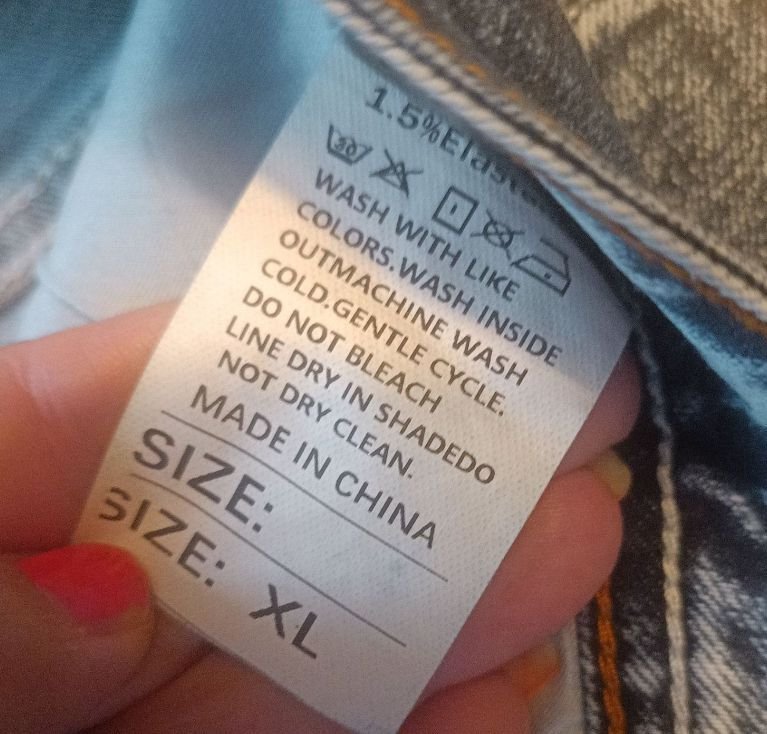 1.5%Elast
30
WASH WITH LIKE
COLORS.WASH INSIDE
OUTMACHINE WASH
COLD.GENTLE CYCLE.
DO NOT BLEACH
LINE DRY IN SHADEDO
NOT DRY CLEAN.
MADE IN CHINA
SIZE:
SIZE: XL